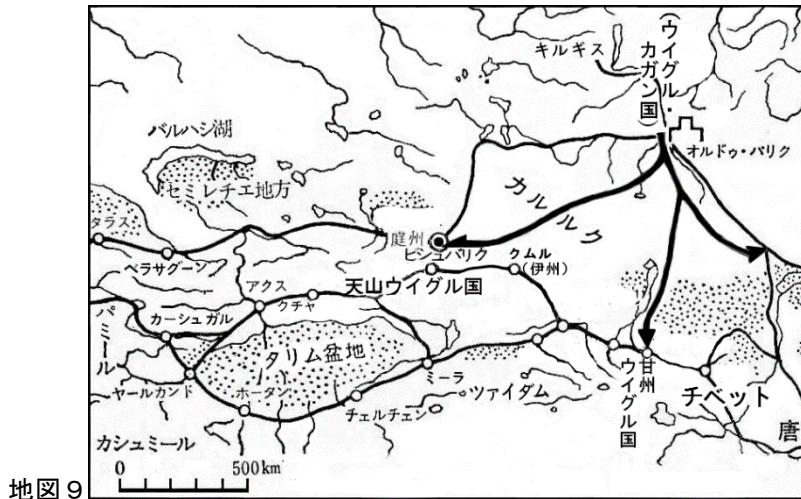 キルギス
(ウイグル・カガン国)
オルドゥ・バリク
バルハシ湖
セミレチエ地方
カルルク
タラス
ベラサグーン
庭州
ビシュバリク
クムル
(伊州)
天山ウイグル国
アクス
クチャ
カーシュガル
パミール
タリム盆地
ヤールカンド
ホータン
ミーラ
チェルチェン
ツァイダム
甘州ウイグル国
チベット
唐
カシュミール
0 500km
地図9